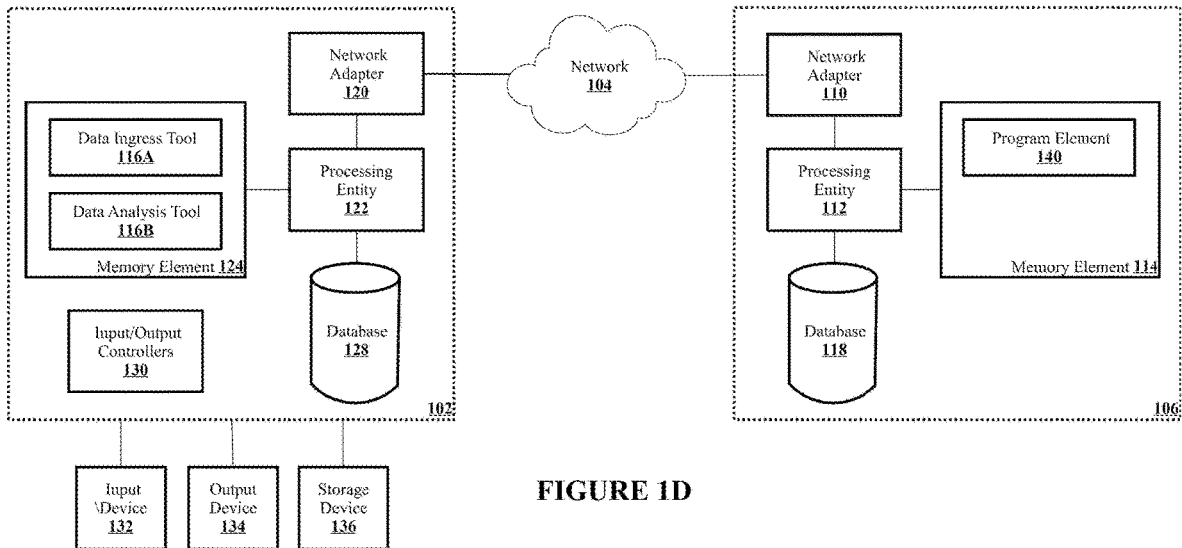 Network
Adapter
120
Data Ingress Tool
116A
Data Analysis Tool
116B
Memory Element 124
Processing
Entity
122
Input/Output
Controllers
130
Database
128
102
Input
\Device
132
Output
Device
134
Storage
Device
136
Network
104
Network
Adapter
110
Processing
Entity
112
Program Element
140
Memory Element 114
Database
118
106
FIGURE 1D